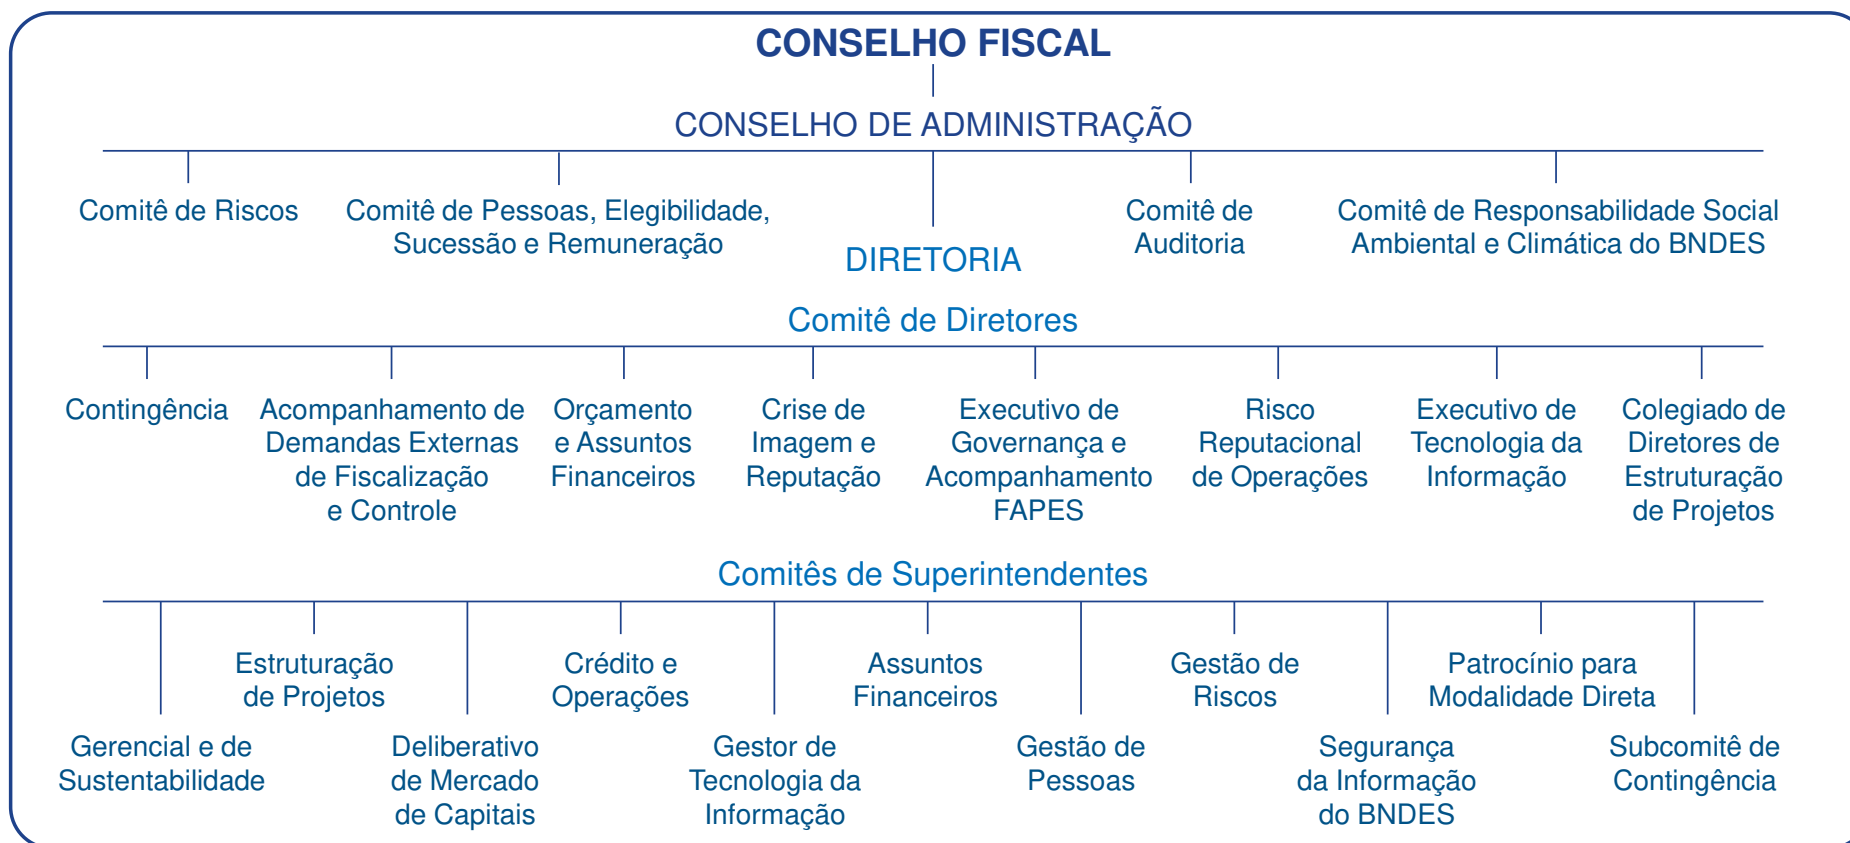 CONSELHO FISCAL
CONSELHO DE ADMINISTRAÇÃO
Comitê de Riscos
Comitê de Pessoas, Elegibilidade,
Sucessão e Remuneração
Comitê de
Auditoria
Comitê de Responsabilidade Social
Ambiental e Climática do BNDES
DIRETORIA
Comitê de Diretores
Contingência
Acompanhamento de
Demandas Externas
de Fiscalização
e Controle
Orçamento
e Assuntos
Financeiros
Crise de
Imagem e
Reputação
Executivo de
Governança e
Acompanhamento
FAPES
Risco
Reputacional
de Operações
Executivo de
Tecnologia da
Informação
Colegiado de
Diretores de
Estruturação
de Projetos
Comitês de Superintendentes
Estruturação
de Projetos
Crédito e
Operações
Assuntos
Financeiros
Gestão de
Riscos
Patrocínio para
Modalidade Direta
Gerencial e de
Sustentabilidade
Deliberativo
de Mercado
de Capitais
Gestor de
Tecnologia da
Informação
Gestão de
Pessoas
Segurança
da Informação
do BNDES
Subcomitê de
Contingência